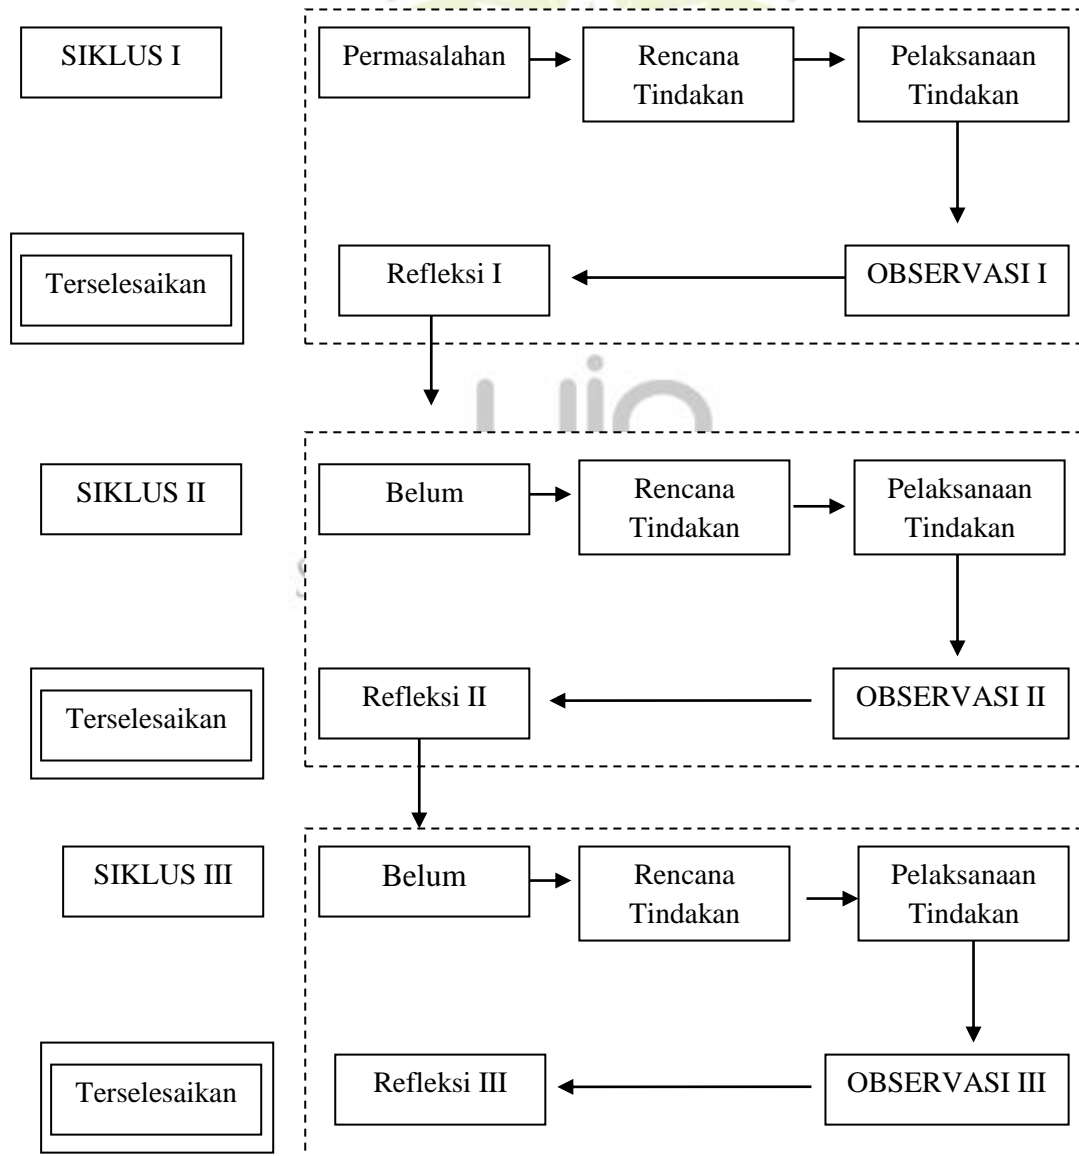 SIKLUS I
Permasalahan
Rencana
Tindakan
Pelaksanaan
Tindakan
Terselesaikan
Refleksi I
OBSERVASI I
SIKLUS II
Belum
Rencana
Tindakan
Pelaksanaan
Tindakan
Terselesaikan
Refleksi II
OBSERVASI II
SIKLUS III
Belum
Rencana
Tindakan
Pelaksanaan
Tindakan
Terselesaikan
Refleksi III
OBSERVASI III